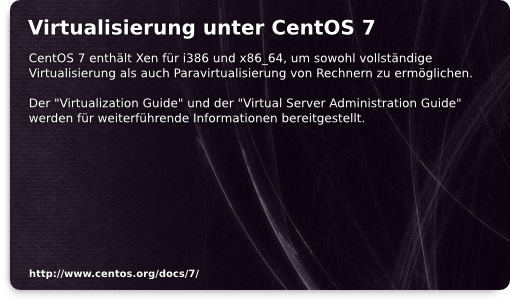 Virtualisierung unter CentOS 7
CentOS 7 enthält Xen für i386 und x86_64, um sowohl vollständige
Virtualisierung als auch Paravirtualisierung von Rechnern zu ermöglichen.
Der "Virtualization Guide" und der "Virtual Server Administration Guide"
werden für weiterführende Informationen bereitgestellt.
http://www.centos.org/docs/7/